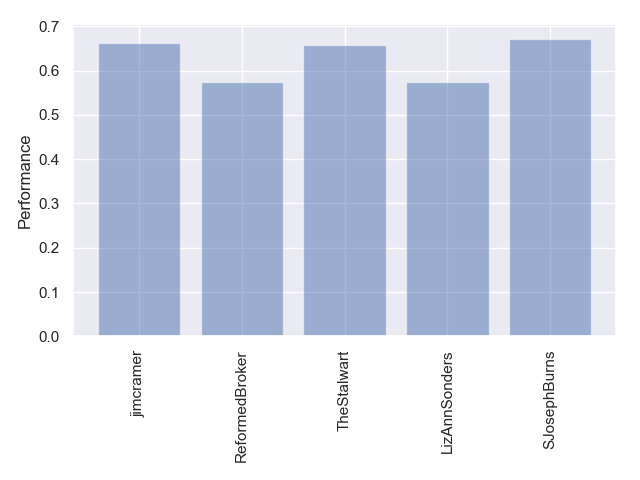 0.7
0.6
0.5
0.4
0.3
0.2
0.1
0.0
Performance
jimcramer
ReformedBroker
TheStalwart
LizAnnSonders
SJosephBurns